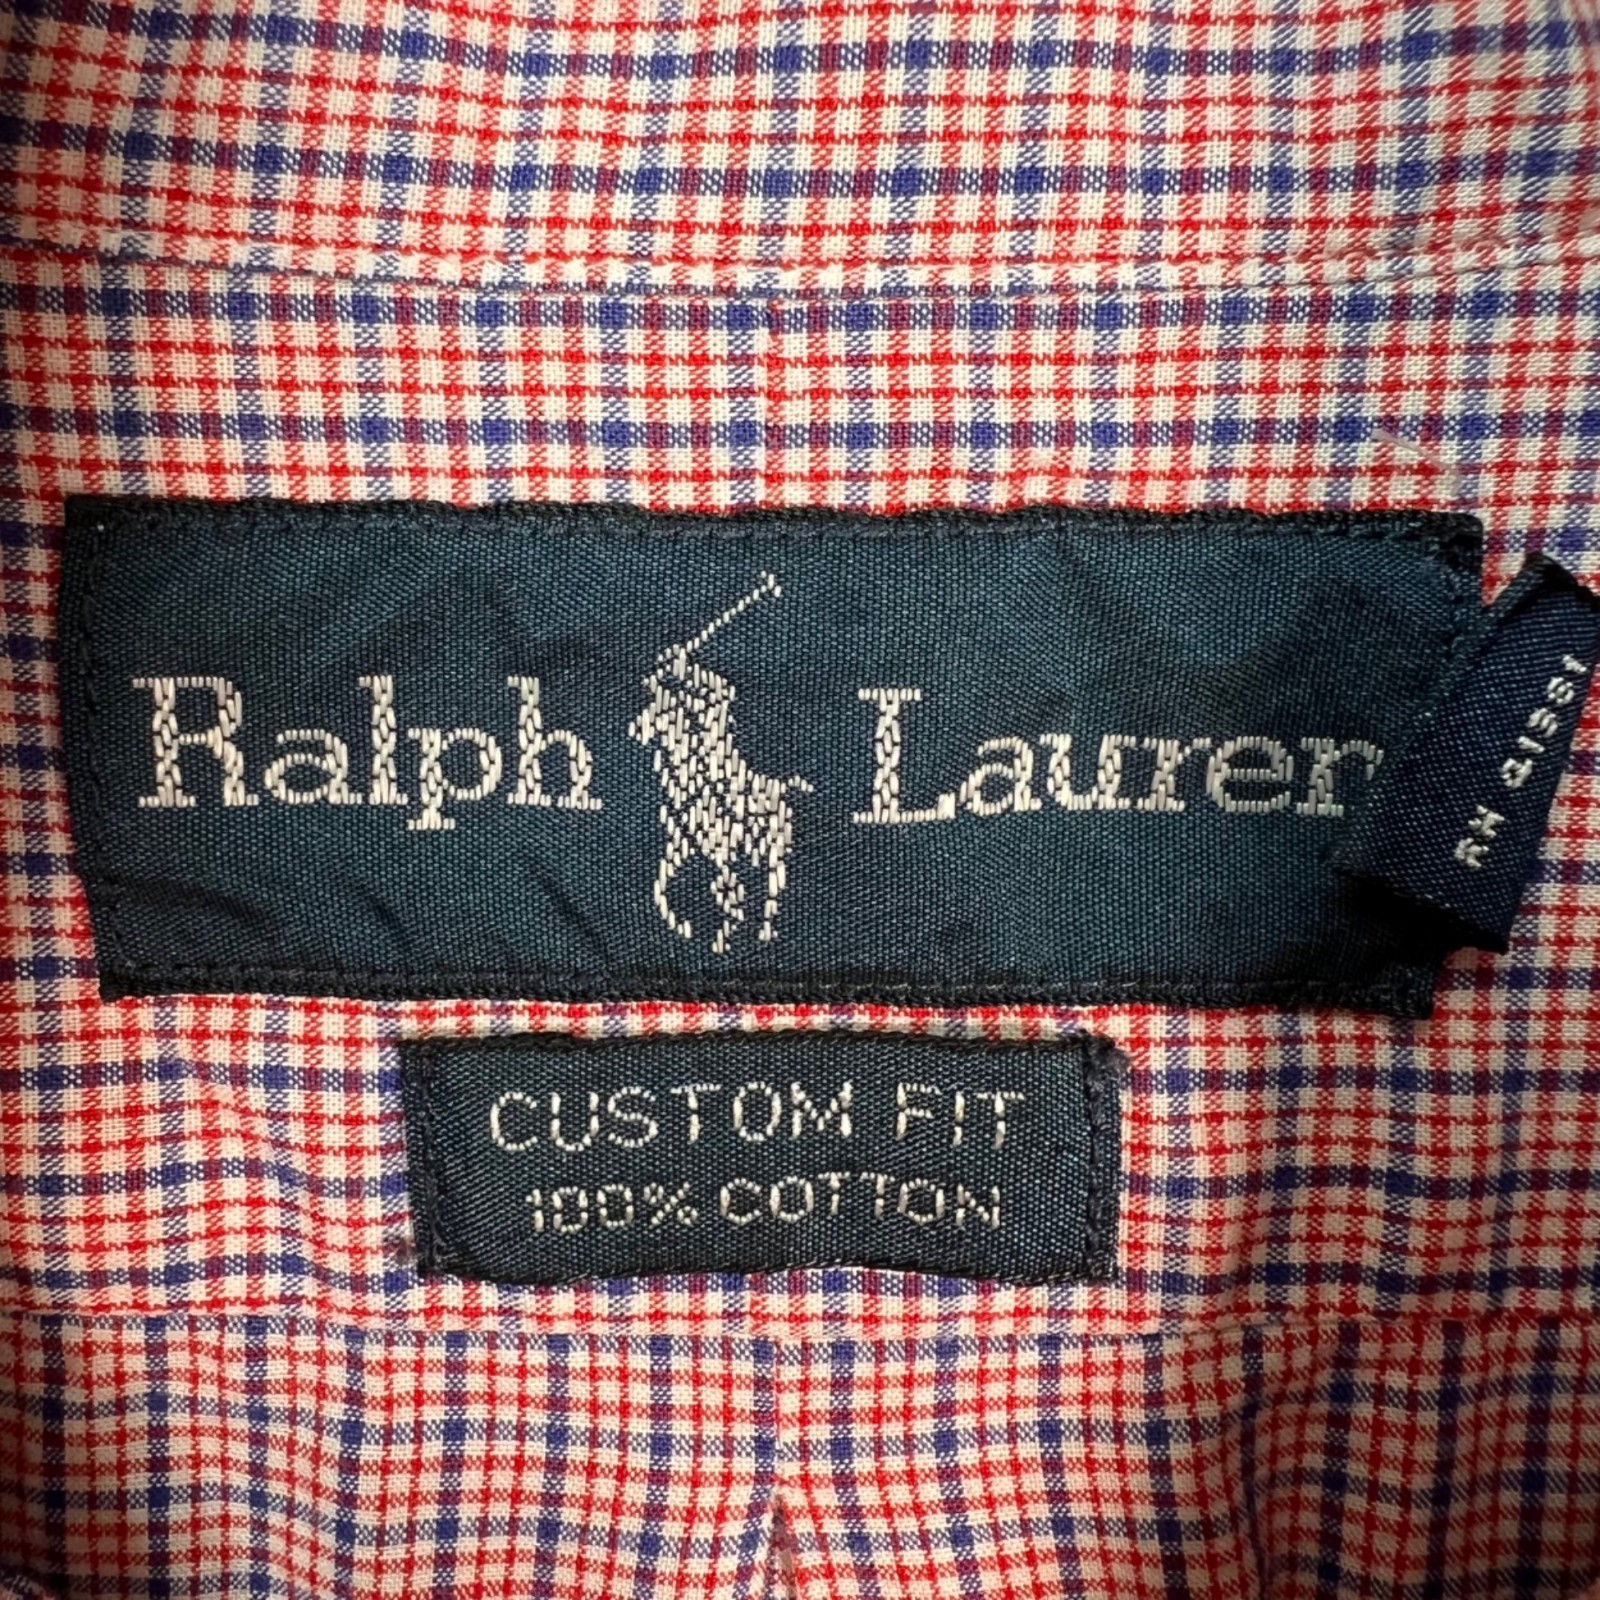 Ralph Lauren
CUSTOM FIT
100% COTTON